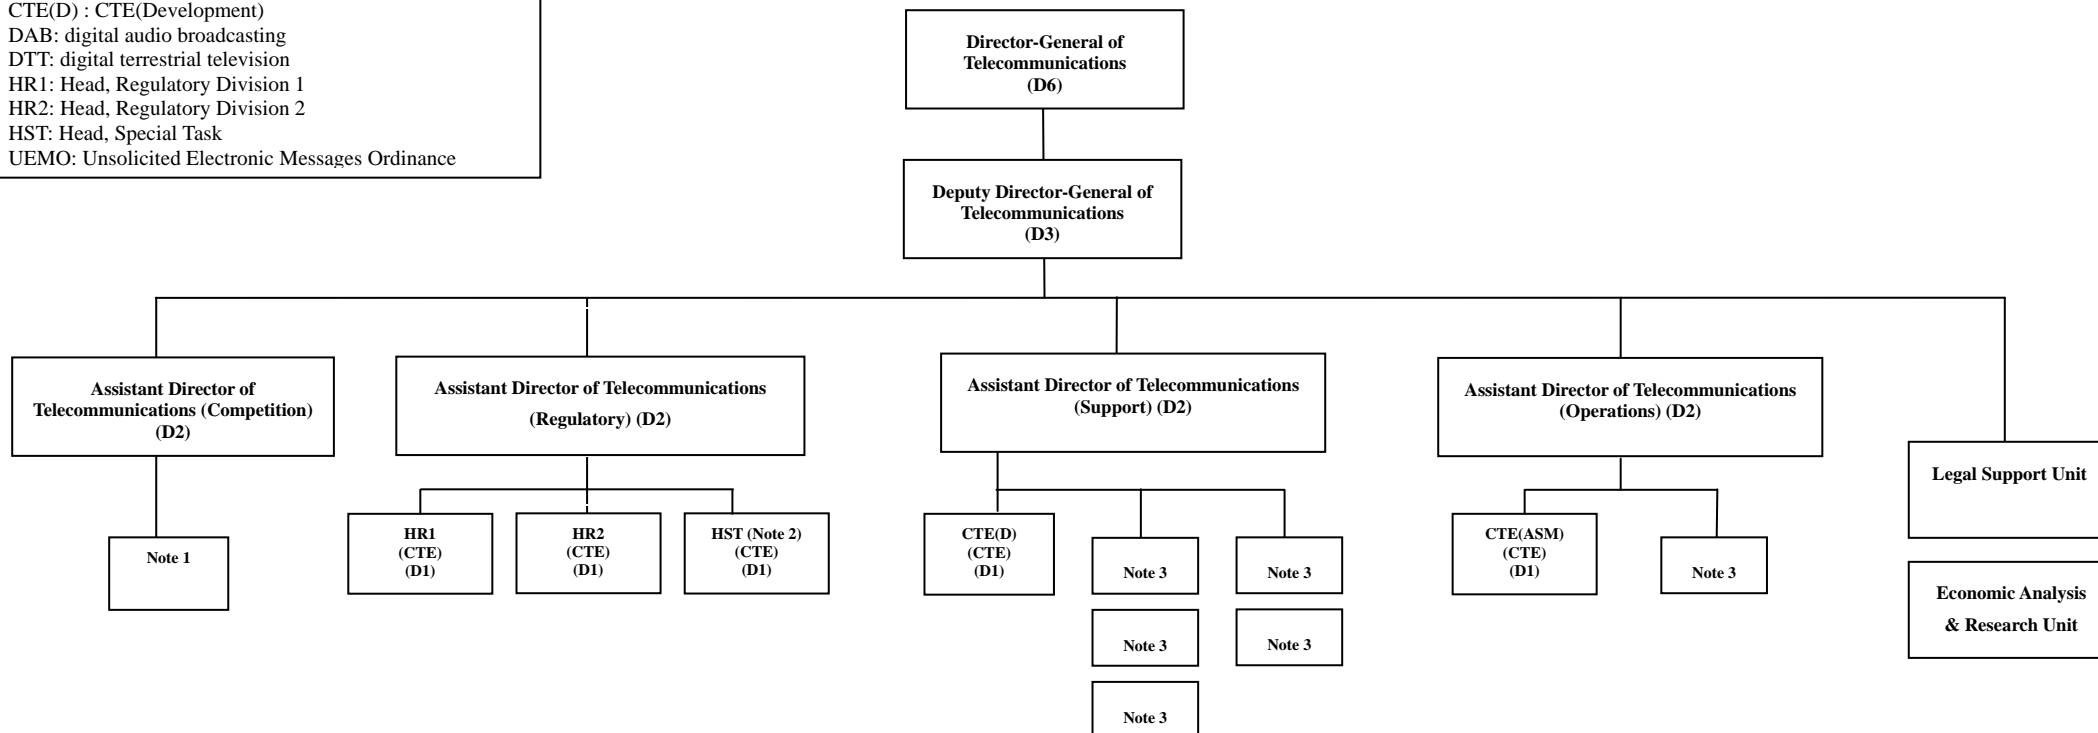 CTE(D) : CTE(Development)
DAB: digital audio broadcasting
DTT: digital terrestrial television
HR1: Head, Regulatory Division 1
HR2: Head, Regulatory Division 2
HST: Head, Special Task
UEMO: Unsolicited Electronic Messages Ordinance
Director-General of
Telecommunications
(D6)
Deputy Director-General of
Telecommunications
(D3)
Assistant Director of
Telecommunications (Competition)
(D2)
Assistant Director of Telecommunications
(Regulatory) (D2)
Assistant Director of Telecommunications
(Support) (D2)
Assistant Director of Telecommunications
(Operations) (D2)
Legal Support Unit
Economic Analysis
& Research Unit
Note 1
HR1
(CTE)
(D1)
HR2
(CTE)
(D1)
HST (Note 2)
(CTE)
(D1)
CTE(D)
(CTE)
(D1)
Note 3
Note 3
Note 3
Note 3
Note 3
CTE(ASM)
(CTE)
(D1)
Note 3